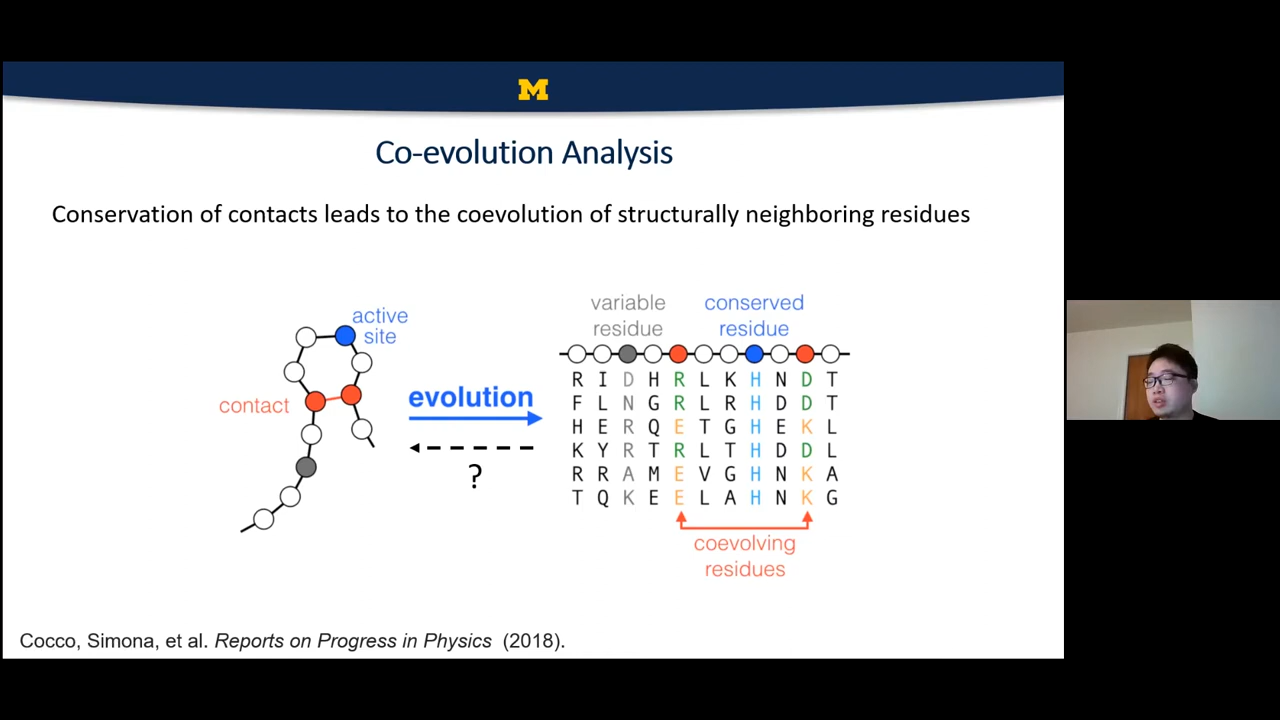 M
Co-evolution Analysis
Conservation of contacts leads to the coevolution of structurally neighboring residues
active
site
contact
evolution
?
variable
residue
conserved
residue
R I D H R L K H N D T
F L N G R L R H D D T
H E R Q E T G H E K L
K Y R T R L T H D D L
R R A M E V G H N K A
T Q K E E L A H N K G
coevolving
residues
Cocco, Simona, et al. Reports on Progress in Physics (2018).